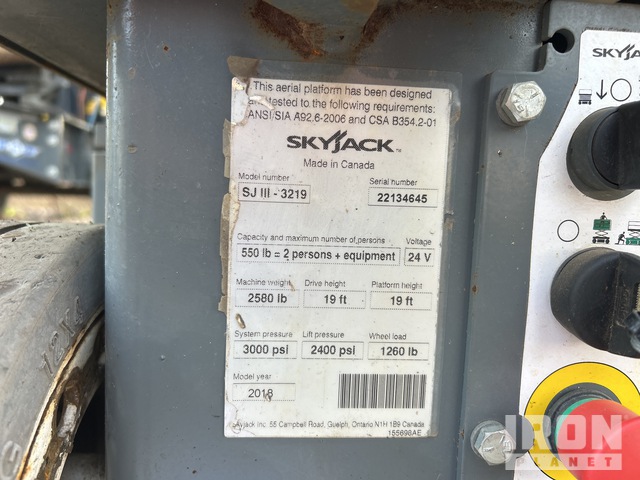 This aerial platform has been designed
and tested to the following requirements:
ANSI/SIA A92.6-2006 and CSA B354.2-01
SKYJACK™
Made in Canada
Model number Serial number
SJ III - 3219 22134645
Capacity and maximum number of persons Voltage
550 lb = 2 persons + equipment 24 V
Machine weight Drive height Platform height
2580 lb 19 ft 19 ft
System pressure Lift pressure Wheel load
3000 psi 2400 psi 1260 lb
Model year
2018
Skyjack Inc. 55 Campbell Road, Guelph, Ontario N1H 1B9 Canada
155698AE
SKYJACK
IRON
PLANET